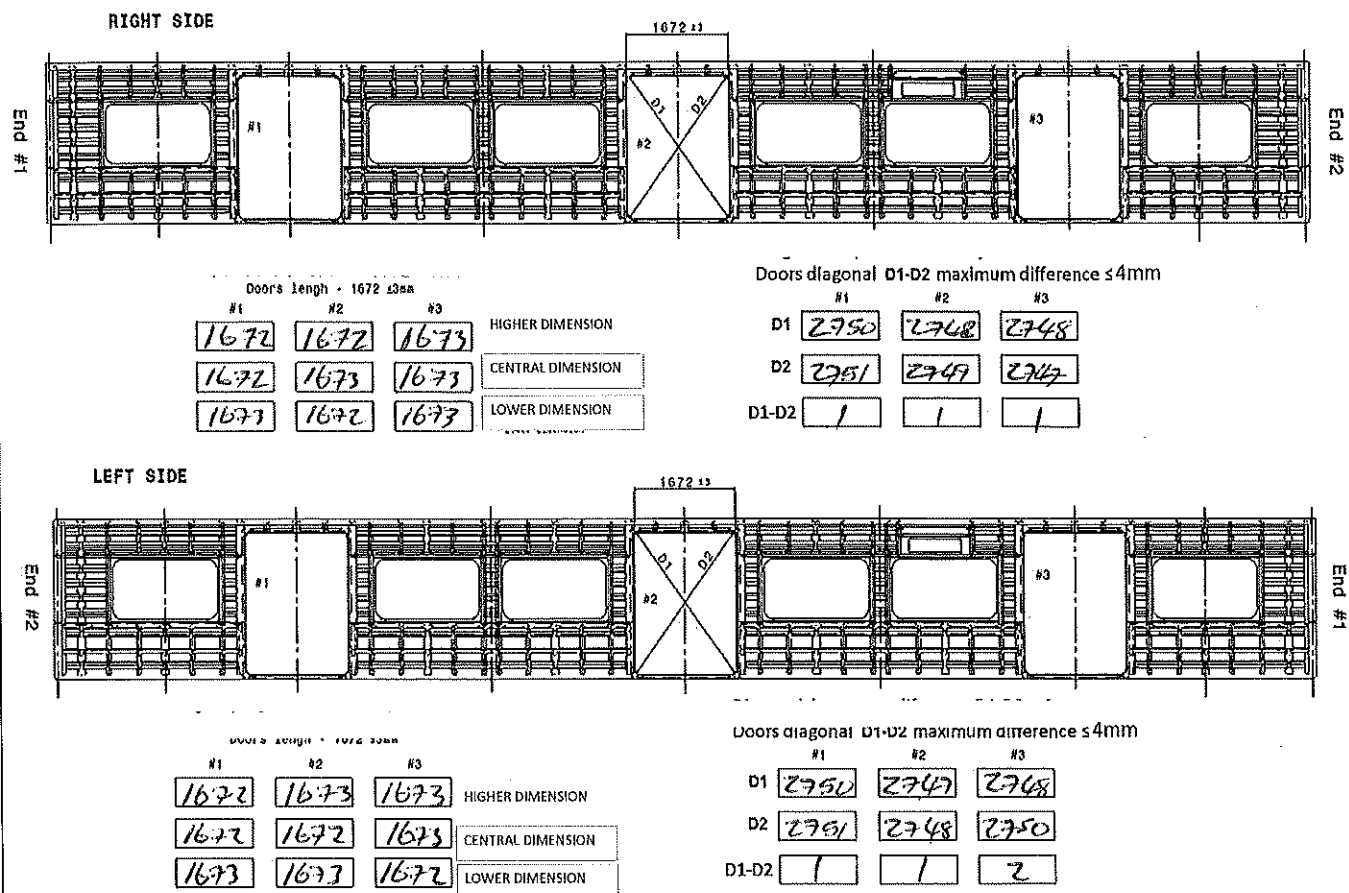 RIGHT SIDE
1672 ±3
End #1
#1
D1 D2
#2
#3
End #2
Doors lengh - 1672 ±3mm
#1 #2 #3
1672 1672 1673 HIGHER DIMENSION
1672 1673 1673 CENTRAL DIMENSION
1673 1672 1673 LOWER DIMENSION
Doors diagonal D1-D2 maximum difference ≤4mm
#1 #2 #3
D1 2750 2748 2748
D2 2751 2749 2747
D1-D2 1 1 1
LEFT SIDE
1672 ±3
End #2
#1
D1 D2
#2
#3
End #1
Doors lengh - 1672 ±3mm
#1 #2 #3
1672 1673 1673 HIGHER DIMENSION
1672 1672 1673 CENTRAL DIMENSION
1673 1673 1672 LOWER DIMENSION
Doors diagonal D1-D2 maximum difference ≤4mm
#1 #2 #3
D1 2750 2747 2748
D2 2751 2748 2750
D1-D2 1 1 2